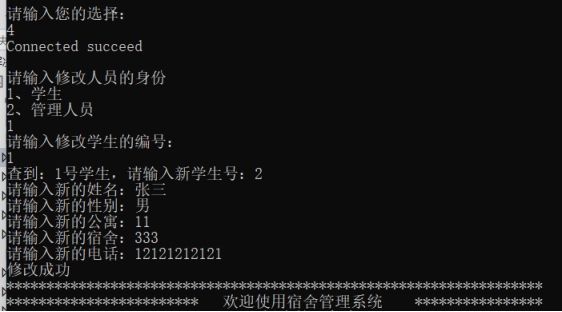 请输入您的选择：
4
Connected succeed
请输入修改人员的身份
1、学生
2、管理人员
1
请输入修改学生的编号：
1
查到：1号学生，请输入新学生号：2
请输入新的姓名：张三
请输入新的性别：男
请输入新的公寓：11
请输入新的宿舍：333
请输入新的电话：12121212121
修改成功
*******************************************************************
************************   欢迎使用宿舍管理系统    ****************